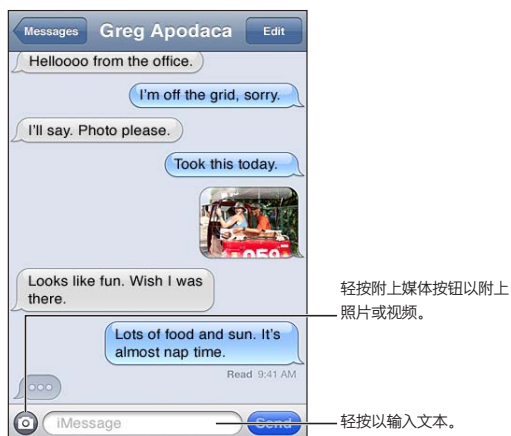 Messages
Greg Apodaca
Edit
Helloooo from the office.
I'm off the grid, sorry.
I'll say. Photo please.
Took this today.
059
Looks like fun. Wish I was
there.
Lots of food and sun. It's
almost nap time.
Read 9:41 AM
iMessage
Send
轻按附上媒体按钮以附上
照片或视频。
轻按以输入文本。